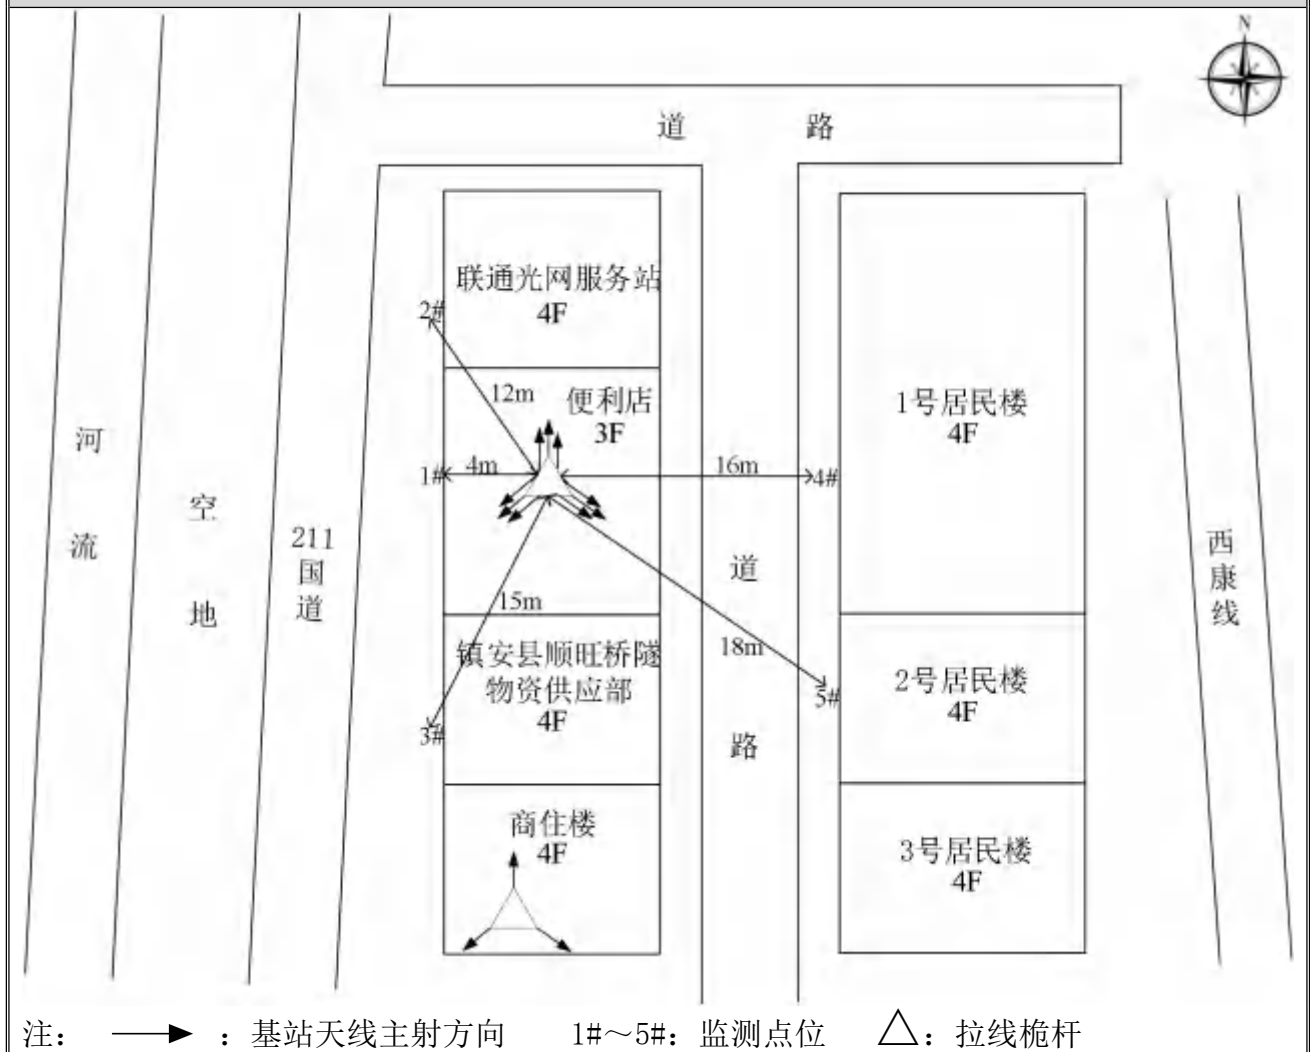 N
道 路
联通光网服务站
4F
2#
12m
便利店
3F
1#
4m
16m
4#
1号居民楼
4F
河流
空地
211
国
道
道路
西
康
线
15m
18m
镇安县顺旺桥隧
物资供应部
4F
3#
5#
2号居民楼
4F
商住楼
4F
3号居民楼
4F
注： ：基站天线主射方向 1#～5#：监测点位 △：拉线桅杆